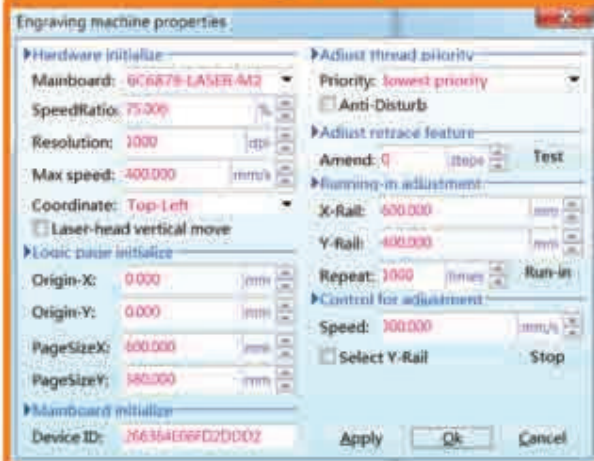 Engraving machine properties
Hardware initialize
Mainboard: 6C6879-LASER-M2
SpeedRatio: 75.000 %
Resolution: 1000 dpi
Max speed: 400.000 mm/s
Coordinate: Top-Left
Laser-head vertical move
Logic page initialize
Origin-X: 0.000 mm
Origin-Y: 0.000 mm
PageSizeX: 600.000 mm
PageSizeY: 380.000 mm
Mainboard initialize
Device ID:
Adjust thread priority
Priority: lowest priority
Anti-Disturb
Adjust retrace feature
Amend: 0 steps Test
Running-in adjustment
X-Rail: 600.000 mm
Y-Rail: 400.000 mm
Repeat: 1000 times Run-in
Control for adjustment
Speed: 300.000 mm/s
Select Y-Rail Stop
Apply Ok Cancel